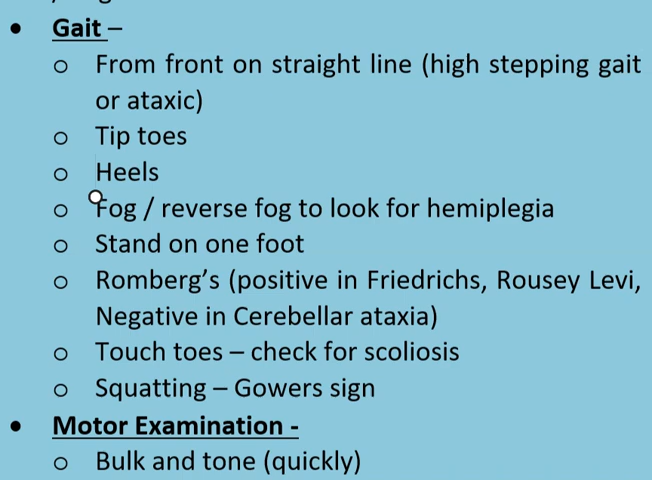 Gait –
From front on straight line (high stepping gait
or ataxic)
Tip toes
Heels
Fog / reverse fog to look for hemiplegia
Stand on one foot
Romberg’s (positive in Friedrichs, Rousey Levi,
Negative in Cerebellar ataxia)
Touch toes – check for scoliosis
Squatting – Gowers sign
Motor Examination -
Bulk and tone (quickly)